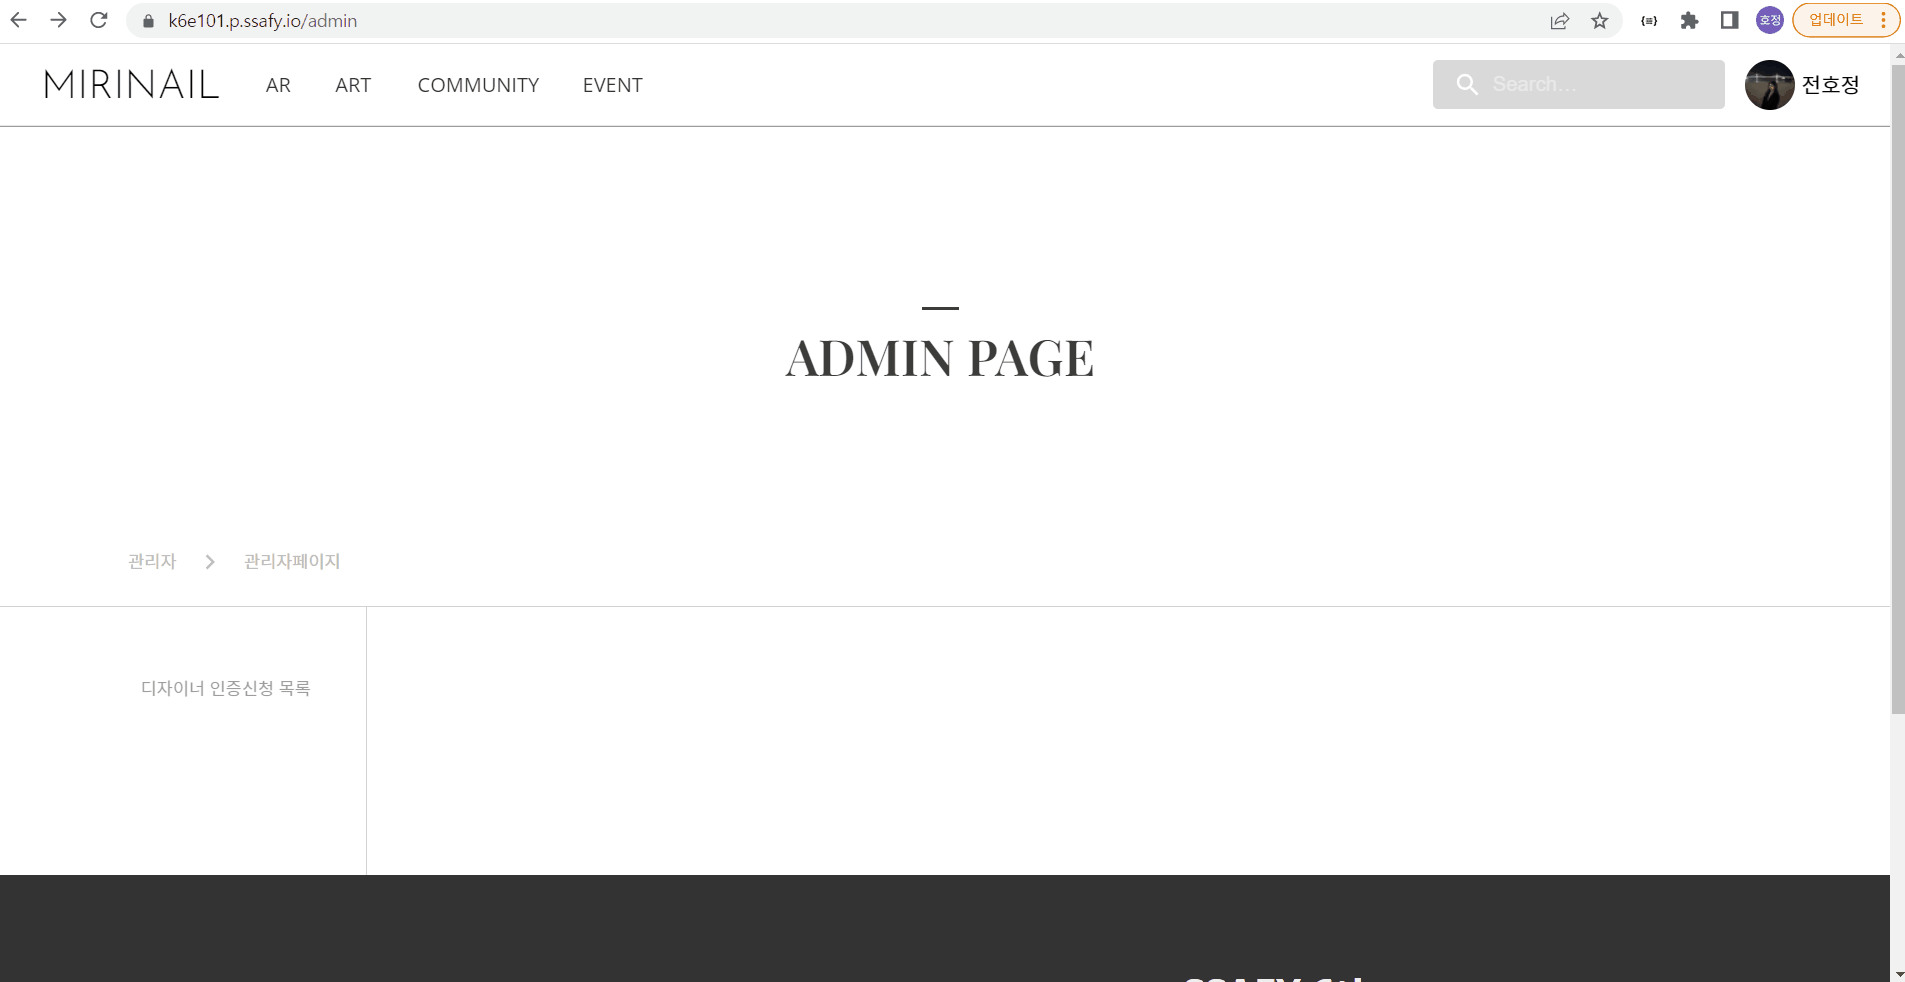 k6e101.p.ssafy.io/admin
호정
업데이트
MIRINAIL
AR
ART
COMMUNITY
EVENT
Search...
전호정
ADMIN PAGE
관리자
관리자페이지
디자이너 인증신청 목록